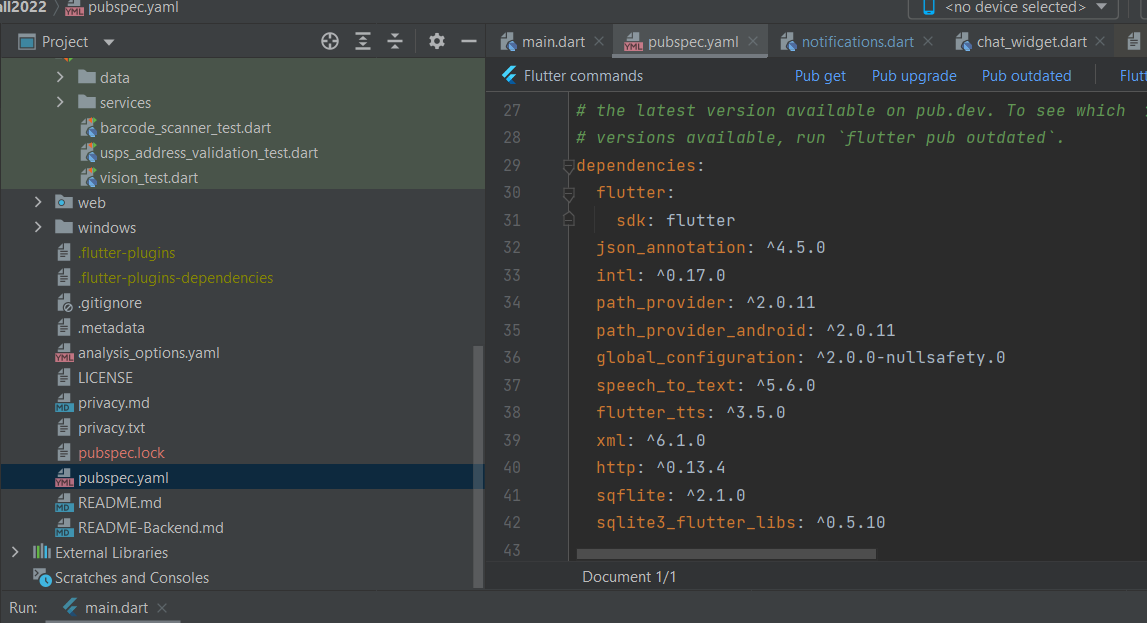 ll2022 pubspec.yaml <no device selected>
Project main.dart pubspec.yaml notifications.dart chat_widget.dart
Flutter commands Pub get Pub upgrade Pub outdated Flutt
data
services
barcode_scanner_test.dart
usps_address_validation_test.dart
vision_test.dart
web
windows
.flutter-plugins
.flutter-plugins-dependencies
.gitignore
.metadata
analysis_options.yaml
LICENSE
privacy.md
privacy.txt
pubspec.lock
pubspec.yaml
README.md
README-Backend.md
External Libraries
Scratches and Consoles
27 # the latest version available on pub.dev. To see which
28 # versions available, run `flutter pub outdated`.
29 dependencies:
30 flutter:
31 sdk: flutter
32 json_annotation: ^4.5.0
33 intl: ^0.17.0
34 path_provider: ^2.0.11
35 path_provider_android: ^2.0.11
36 global_configuration: ^2.0.0-nullsafety.0
37 speech_to_text: ^5.6.0
38 flutter_tts: ^3.5.0
39 xml: ^6.1.0
40 http: ^0.13.4
41 sqflite: ^2.1.0
42 sqlite3_flutter_libs: ^0.5.10
43
Document 1/1
Run: main.dart